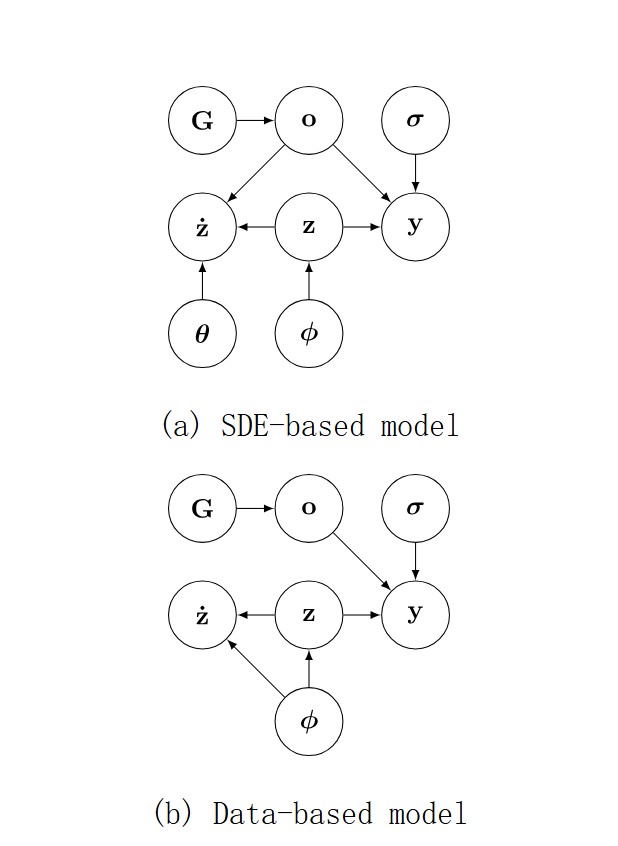 G o σ
ż z y
θ ϕ
(a) SDE-based model
G o σ
ż z y
ϕ
(b) Data-based model